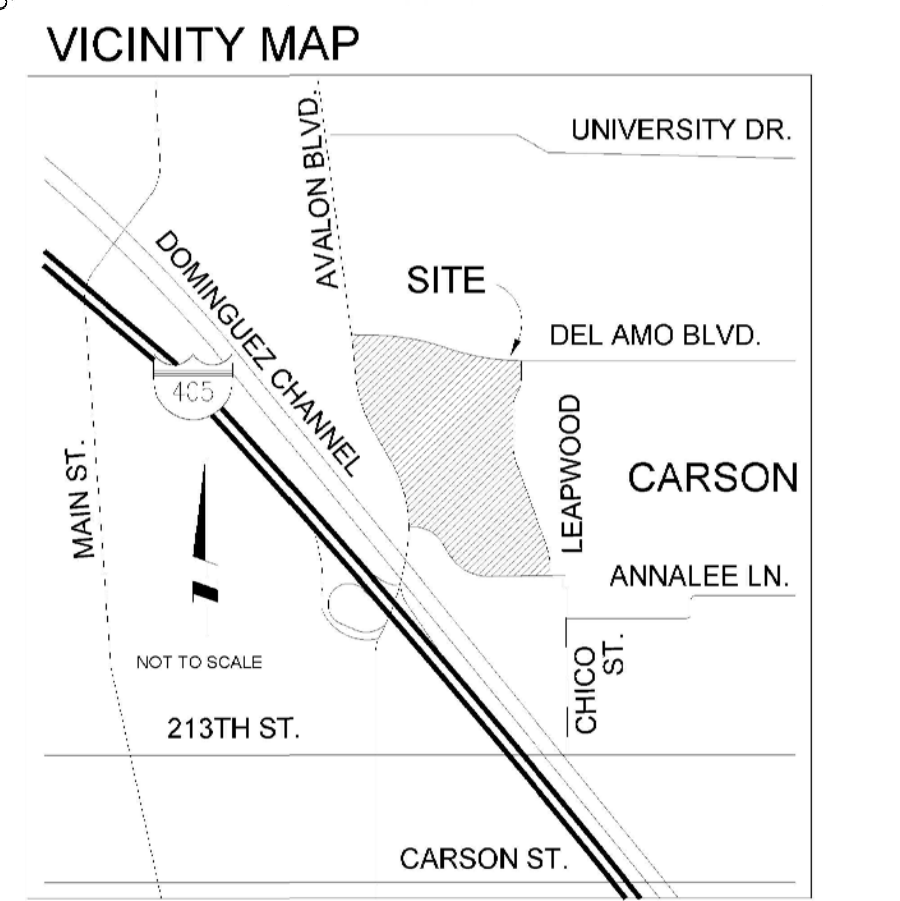 VICINITY MAP
UNIVERSITY DR.
AVALON BLVD.
DOMINGUEZ CHANNEL
SITE
DEL AMO BLVD.
405
LEAPWOOD
CARSON
MAIN ST.
ANNALEE LN.
NOT TO SCALE
CHICO
ST.
213TH ST.
CARSON ST.